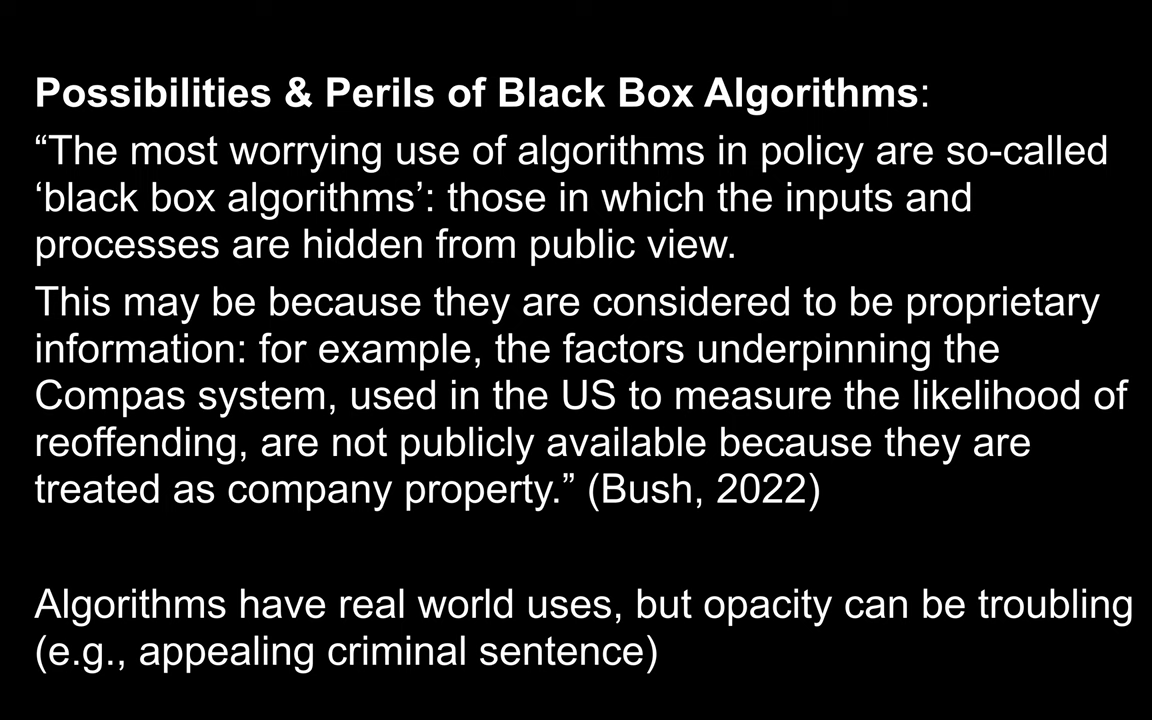 Possibilities & Perils of Black Box Algorithms:
“The most worrying use of algorithms in policy are so-called
‘black box algorithms’: those in which the inputs and
processes are hidden from public view.
This may be because they are considered to be proprietary
information: for example, the factors underpinning the
Compas system, used in the US to measure the likelihood of
reoffending, are not publicly available because they are
treated as company property.” (Bush, 2022)
Algorithms have real world uses, but opacity can be troubling
(e.g., appealing criminal sentence)